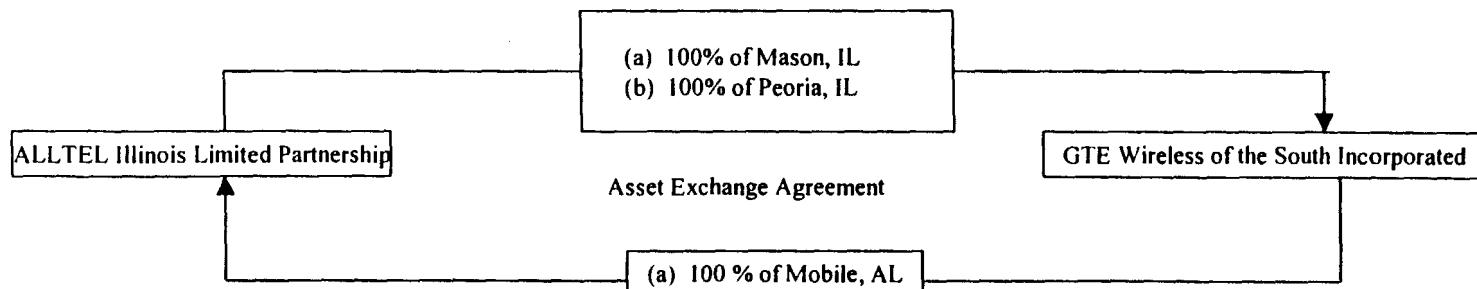 (a) 100% of Mason, IL
(b) 100% of Peoria, IL
ALLTEL Illinois Limited Partnership
GTE Wireless of the South Incorporated
Asset Exchange Agreement
(a) 100 % of Mobile, AL